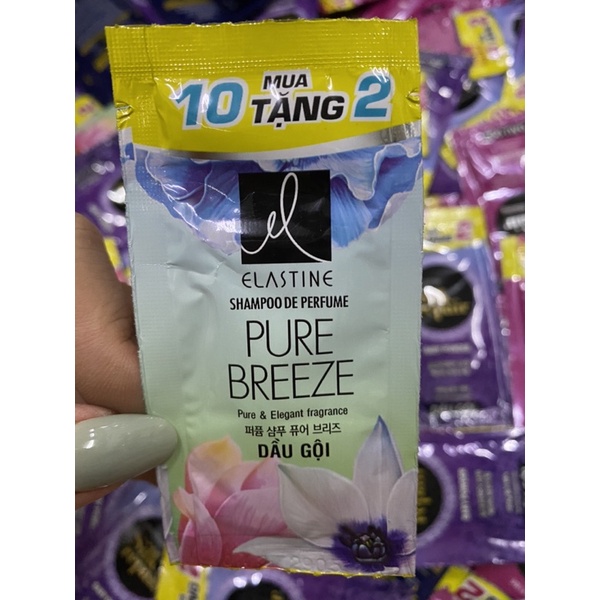 MUA
10 TẶNG 2
el
ELASTINE
SHAMPOO DE PERFUME
PURE
BREEZE
Pure & Elegant fragrance
퍼퓸 샴푸 퓨어 브리즈
DẦU GỘI